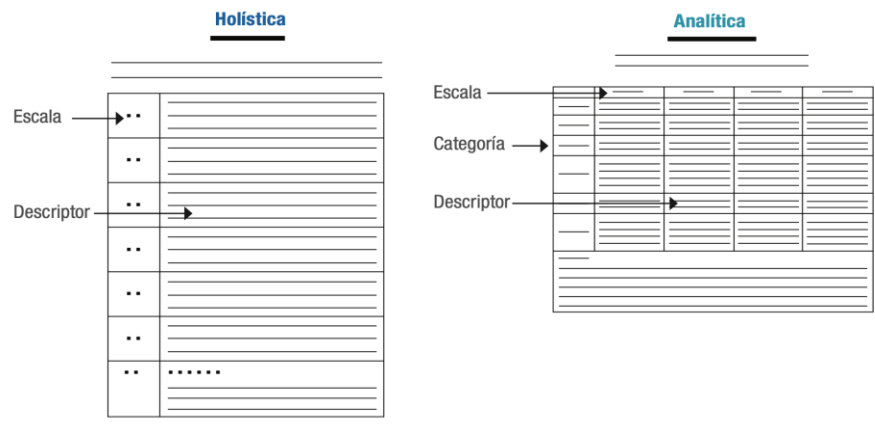 Holística
Escala
Descriptor
Analítica
Escala
Categoría
Descriptor